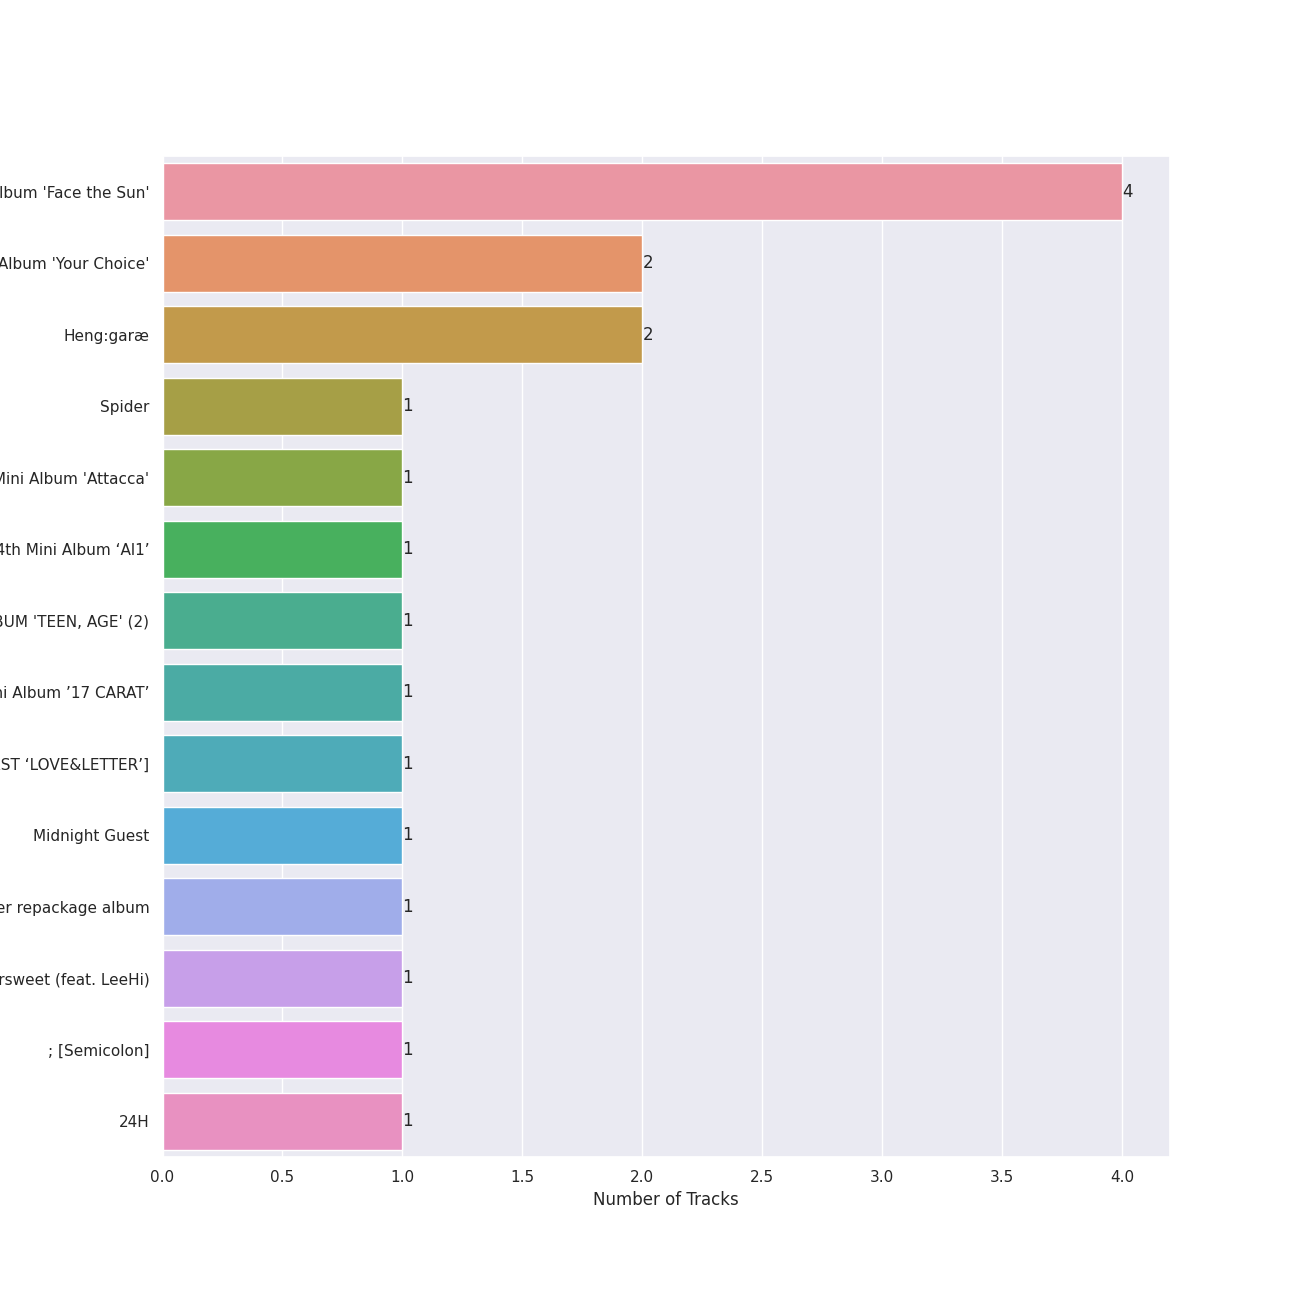 lbum 'Face the Sun'
4
Album 'Your Choice'
2
Heng:garæ
2
Spider
1
Mini Album 'Attacca'
1
4th Mini Album ‘Al1’
1
BUM 'TEEN, AGE' (2)
1
ni Album ’17 CARAT’
1
ST ‘LOVE&LETTER’]
1
Midnight Guest
1
er repackage album
1
rsweet (feat. LeeHi)
1
; [Semicolon]
1
24H
1
0.0 0.5 1.0 1.5 2.0 2.5 3.0 3.5 4.0
Number of Tracks